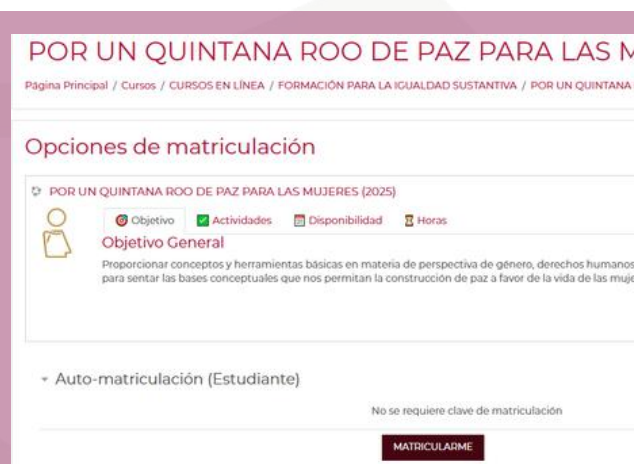 POR UN QUINTANA ROO DE PAZ PARA LAS
Página Principal / Cursos / CURSOS EN LÍNEA / FORMACIÓN PARA LA IGUALDAD SUSTANTIVA / POR UN QUINTANA
Opciones de matriculación
POR UN QUINTANA ROO DE PAZ PARA LAS MUJERES (2025)
Objetivo Actividades Disponibilidad Horas
Objetivo General
Proporcionar conceptos y herramientas básicas en materia de perspectiva de género, derechos humanos
para sentar las bases conceptuales que nos permitan la construcción de paz a favor de la vida de las
Auto-matriculación (Estudiante)
No se requiere clave de matriculación
MATRICULARME